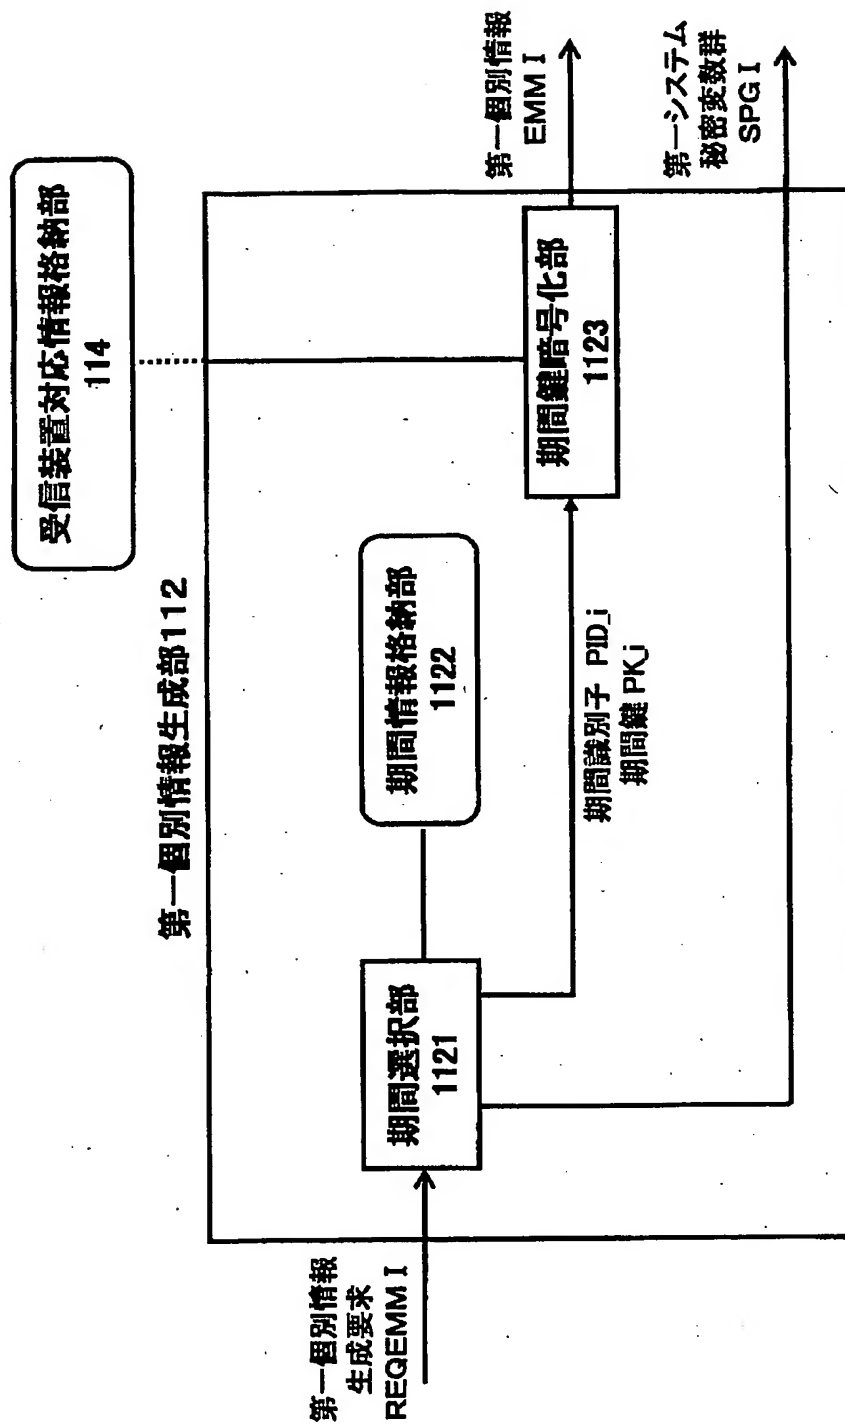 受信装置対応情報格納部
114
第一個別情報生成部112
第一個別情報
生成要求
REQEMM I
期間選択部
1121
期間情報格納部
1122
期間識別子 PID_i
期間鍵 PK_j
期間鍵暗号化部
1123
第一個別情報
EMM I
第一システム
秘密変数群
SPG I